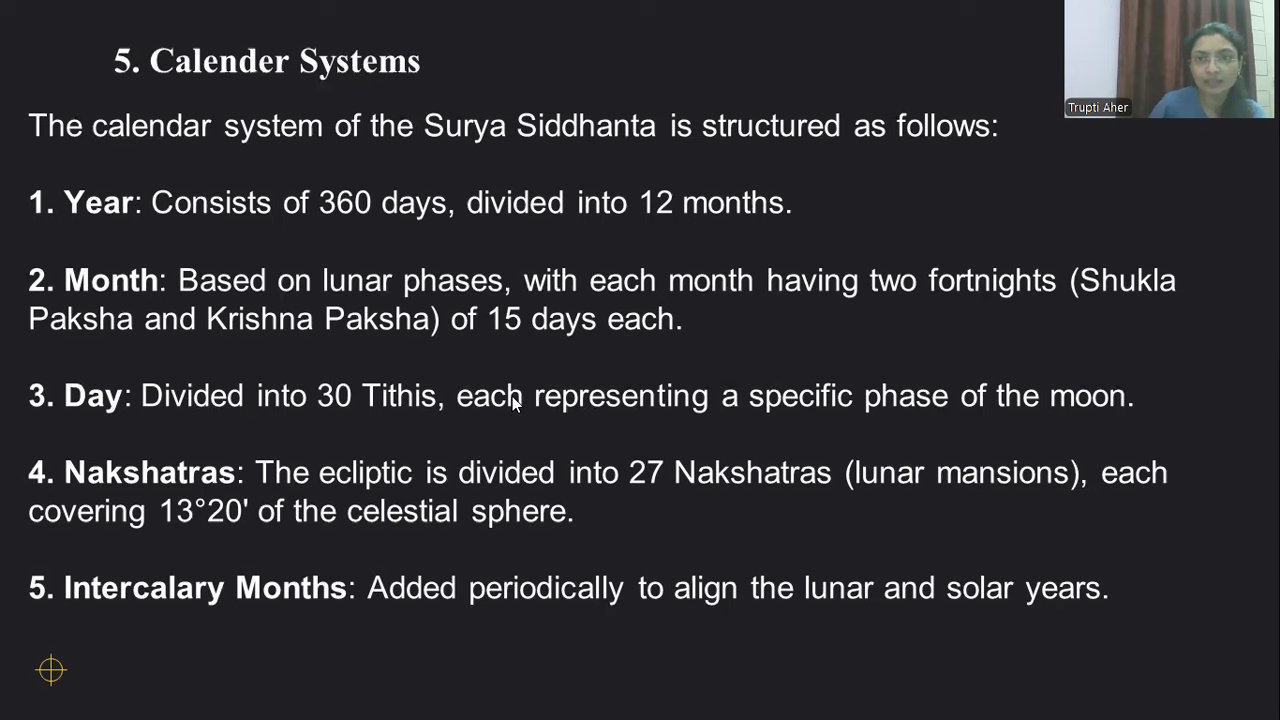 5. Calender Systems
Trupti Aher
The calendar system of the Surya Siddhanta is structured as follows:
1. Year: Consists of 360 days, divided into 12 months.
2. Month: Based on lunar phases, with each month having two fortnights (Shukla
Paksha and Krishna Paksha) of 15 days each.
3. Day: Divided into 30 Tithis, each representing a specific phase of the moon.
4. Nakshatras: The ecliptic is divided into 27 Nakshatras (lunar mansions), each
covering 13°20' of the celestial sphere.
5. Intercalary Months: Added periodically to align the lunar and solar years.